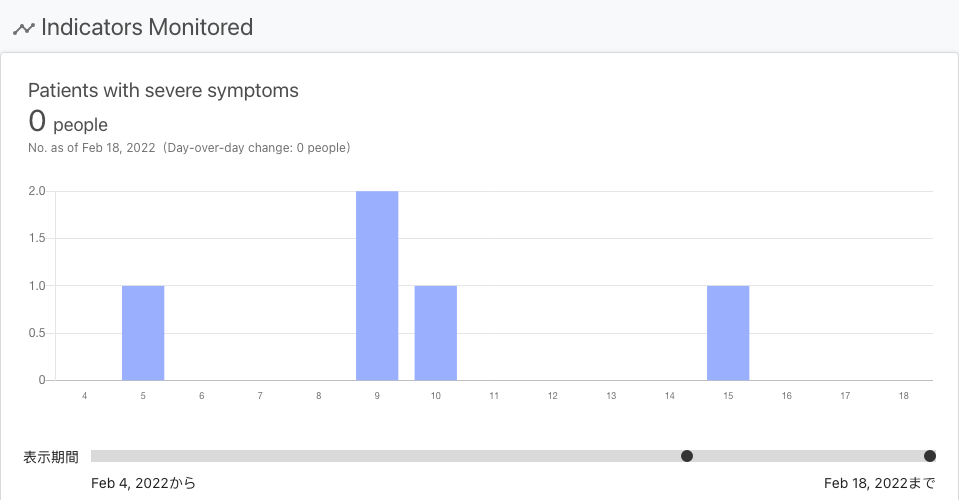 Indicators Monitored
Patients with severe symptoms
0 people
No. as of Feb 18, 2022（Day-over-day change: 0 people）
2.0
1.5
1.0
0.5
0
4 5 6 7 8 9 10 11 12 13 14 15 16 17 18
表示期間
Feb 4, 2022から Feb 18, 2022まで